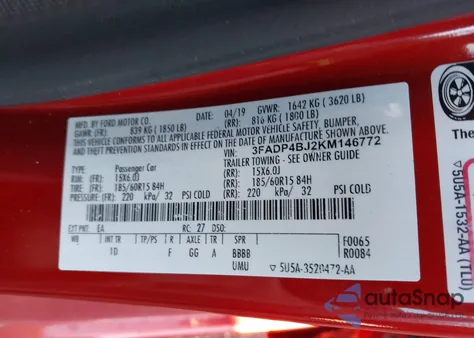 MFD. BY FORD MOTOR CO.
04/19 GVWR: 1642 KG ( 3620 LB)
GAWR: (FR) 839 KG ( 1850 LB) (RR) 816 KG ( 1800 LB)
THIS VEHICLE CONFORMS TO ALL APPLICABLE FEDERAL MOTOR VEHICLE SAFETY, BUMPER,
AND THEFT PREVENTION STANDARDS IN EFFECT ON THE DATE OF MANUFACTURE SHOWN ABOVE.
VIN: 3FADP4BJ2KM146772
TRAILER TOWING - SEE OWNER GUIDE
TYPE: Passenger Car
RIM: (FR) 15X6.0J (RR) 15X6.0J
TIRE: (FR) 185/60R15 84H (RR) 185/60R15 84H
PRESSURE: (FR) 220 kPa/ 32 PSI COLD (RR) 220 kPa/ 32 PSI COLD
EXT PNT: EA RC: 27 DSO:
WB INT TR TP/PS R AXLE TR SPR F0065
1D F GG A BBBB R0084
UMU 5U5A-3520472-AA
5U5A-1532-AA (TLU)
autoSnap